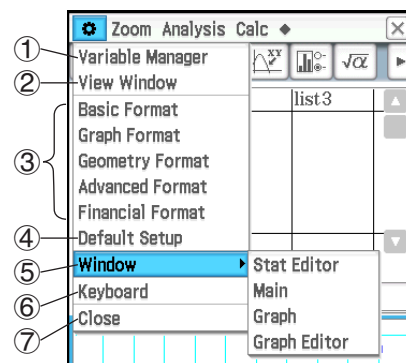 Zoom Analysis Calc ◆
① Variable Manager
② View Window
③ Basic Format
Graph Format
Geometry Format
Advanced Format
Financial Format
④ Default Setup
⑤ Window
⑥ Keyboard
⑦ Close
Stat Editor
Main
Graph
Graph Editor
XY
√α
list3